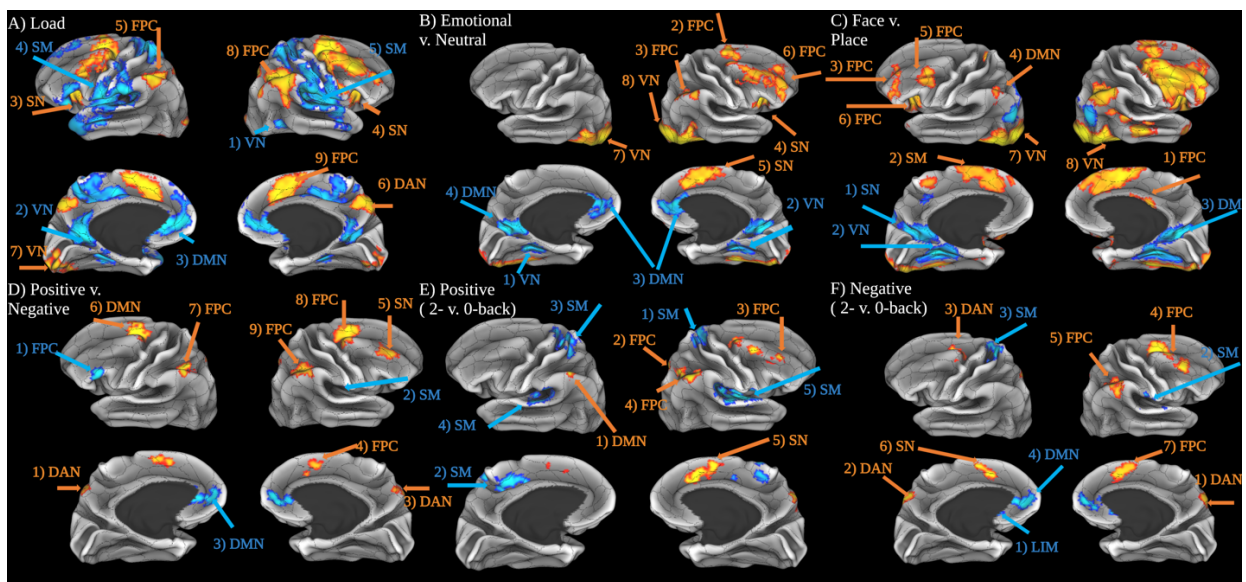 A) Load
5) FPC
4) SM
8) FPC
5) SM
3) SN
4) SN
1) VN
9) FPC
6) DAN
2) VN
7) VN
3) DMN
B) Emotional
v. Neutral
2) FPC
3) FPC
6) FPC
8) VN
7) VN
4) SN
5) SN
4) DMN
2) VN
1) VN
3) DMN
C) Face v.
Place
5) FPC
3) FPC
4) DMN
6) FPC
7) VN
8) VN
2) SM
1) FPC
1) SN
2) VN
3) DM
D) Positive v.
Negative
6) DMN
7) FPC
8) FPC
5) SN
1) FPC
9) FPC
2) SM
4) FPC
1) DAN
3) DAN
3) DMN
E) Positive
( 2- v. 0-back)
3) SM
1) SM
3) FPC
2) FPC
4) FPC
5) SM
4) SM
1) DMN
5) SN
2) SM
F) Negative
( 2- v. 0-back)
3) DAN
3) SM
4) FPC
5) FPC
2) SM
6) SN
4) DMN
7) FPC
2) DAN
1) DAN
1) LIM